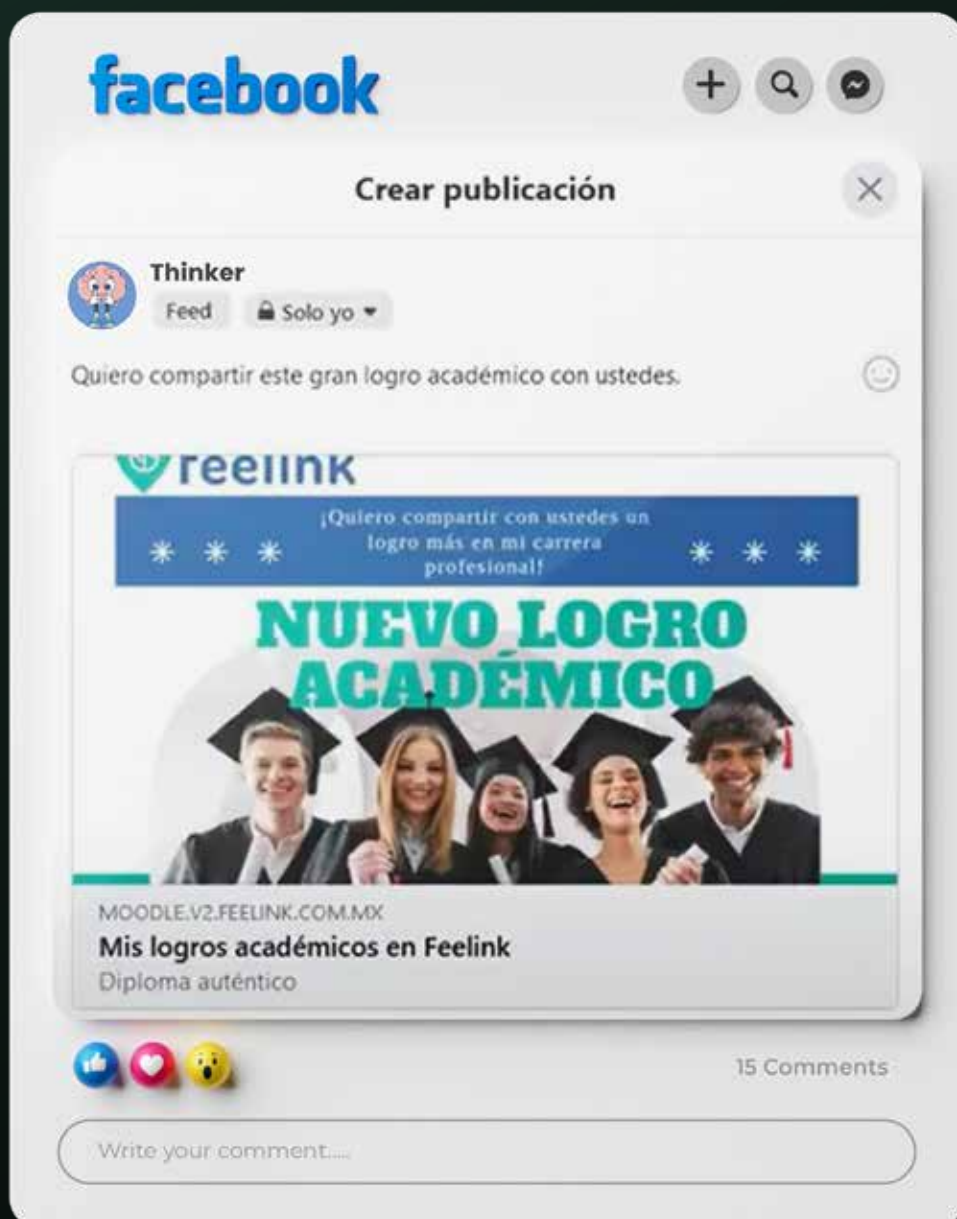 facebook
Crear publicación
Thinker
Feed
Solo yo
Quiero compartir este gran logro académico con ustedes.
feelink
¡Quiero compartir con ustedes un
logro más en mi carrera
profesional!
NUEVO LOGRO
ACADÉMICO
MOODLE.V2.FEELINK.COM.MX
Mis logros académicos en Feelink
Diploma auténtico
15 Comments
Write your comment.....